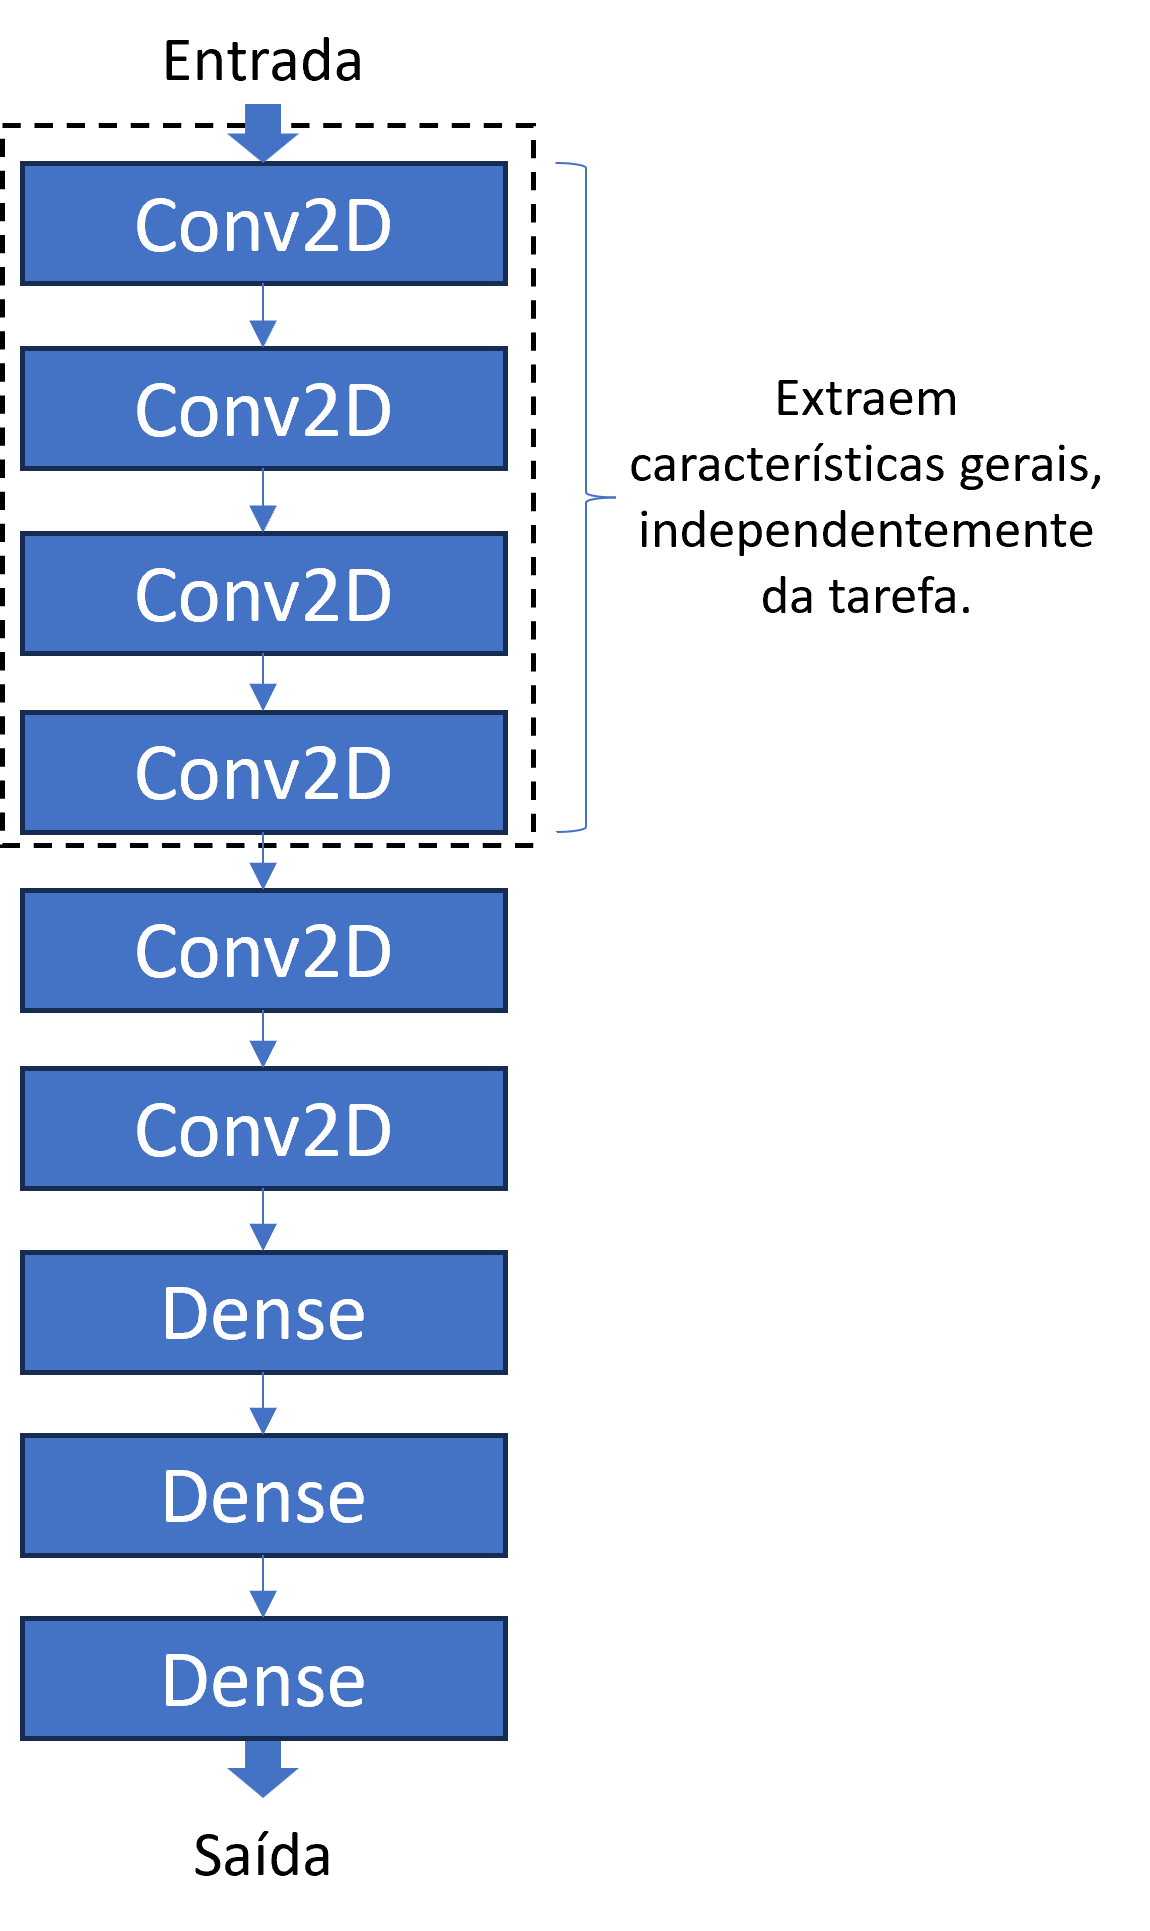 Entrada
Conv2D
Conv2D
Conv2D
Conv2D
Extraem
características gerais,
independentemente
da tarefa.
Conv2D
Conv2D
Dense
Dense
Dense
Saída